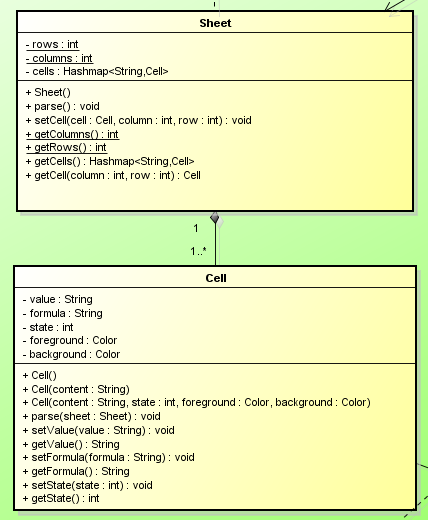 Sheet
- rows : int
- columns : int
- cells : Hashmap<String,Cell>
+ Sheet()
+ parse() : void
+ setCell(cell : Cell, column : int, row : int) : void
+ getColumns() : int
+ getRows() : int
+ getCells() : Hashmap<String,Cell>
+ getCell(column : int, row : int) : Cell
1
1..*
Cell
- value : String
- formula : String
- state : int
- foreground : Color
- background : Color
+ Cell()
+ Cell(content : String)
+ Cell(content : String, state : int, foreground : Color, background : Color)
+ parse(sheet : Sheet) : void
+ setValue(value : String) : void
+ getValue() : String
+ setFormula(formula : String) : void
+ getFormula() : String
+ setState(state : int) : void
+ getState() : int